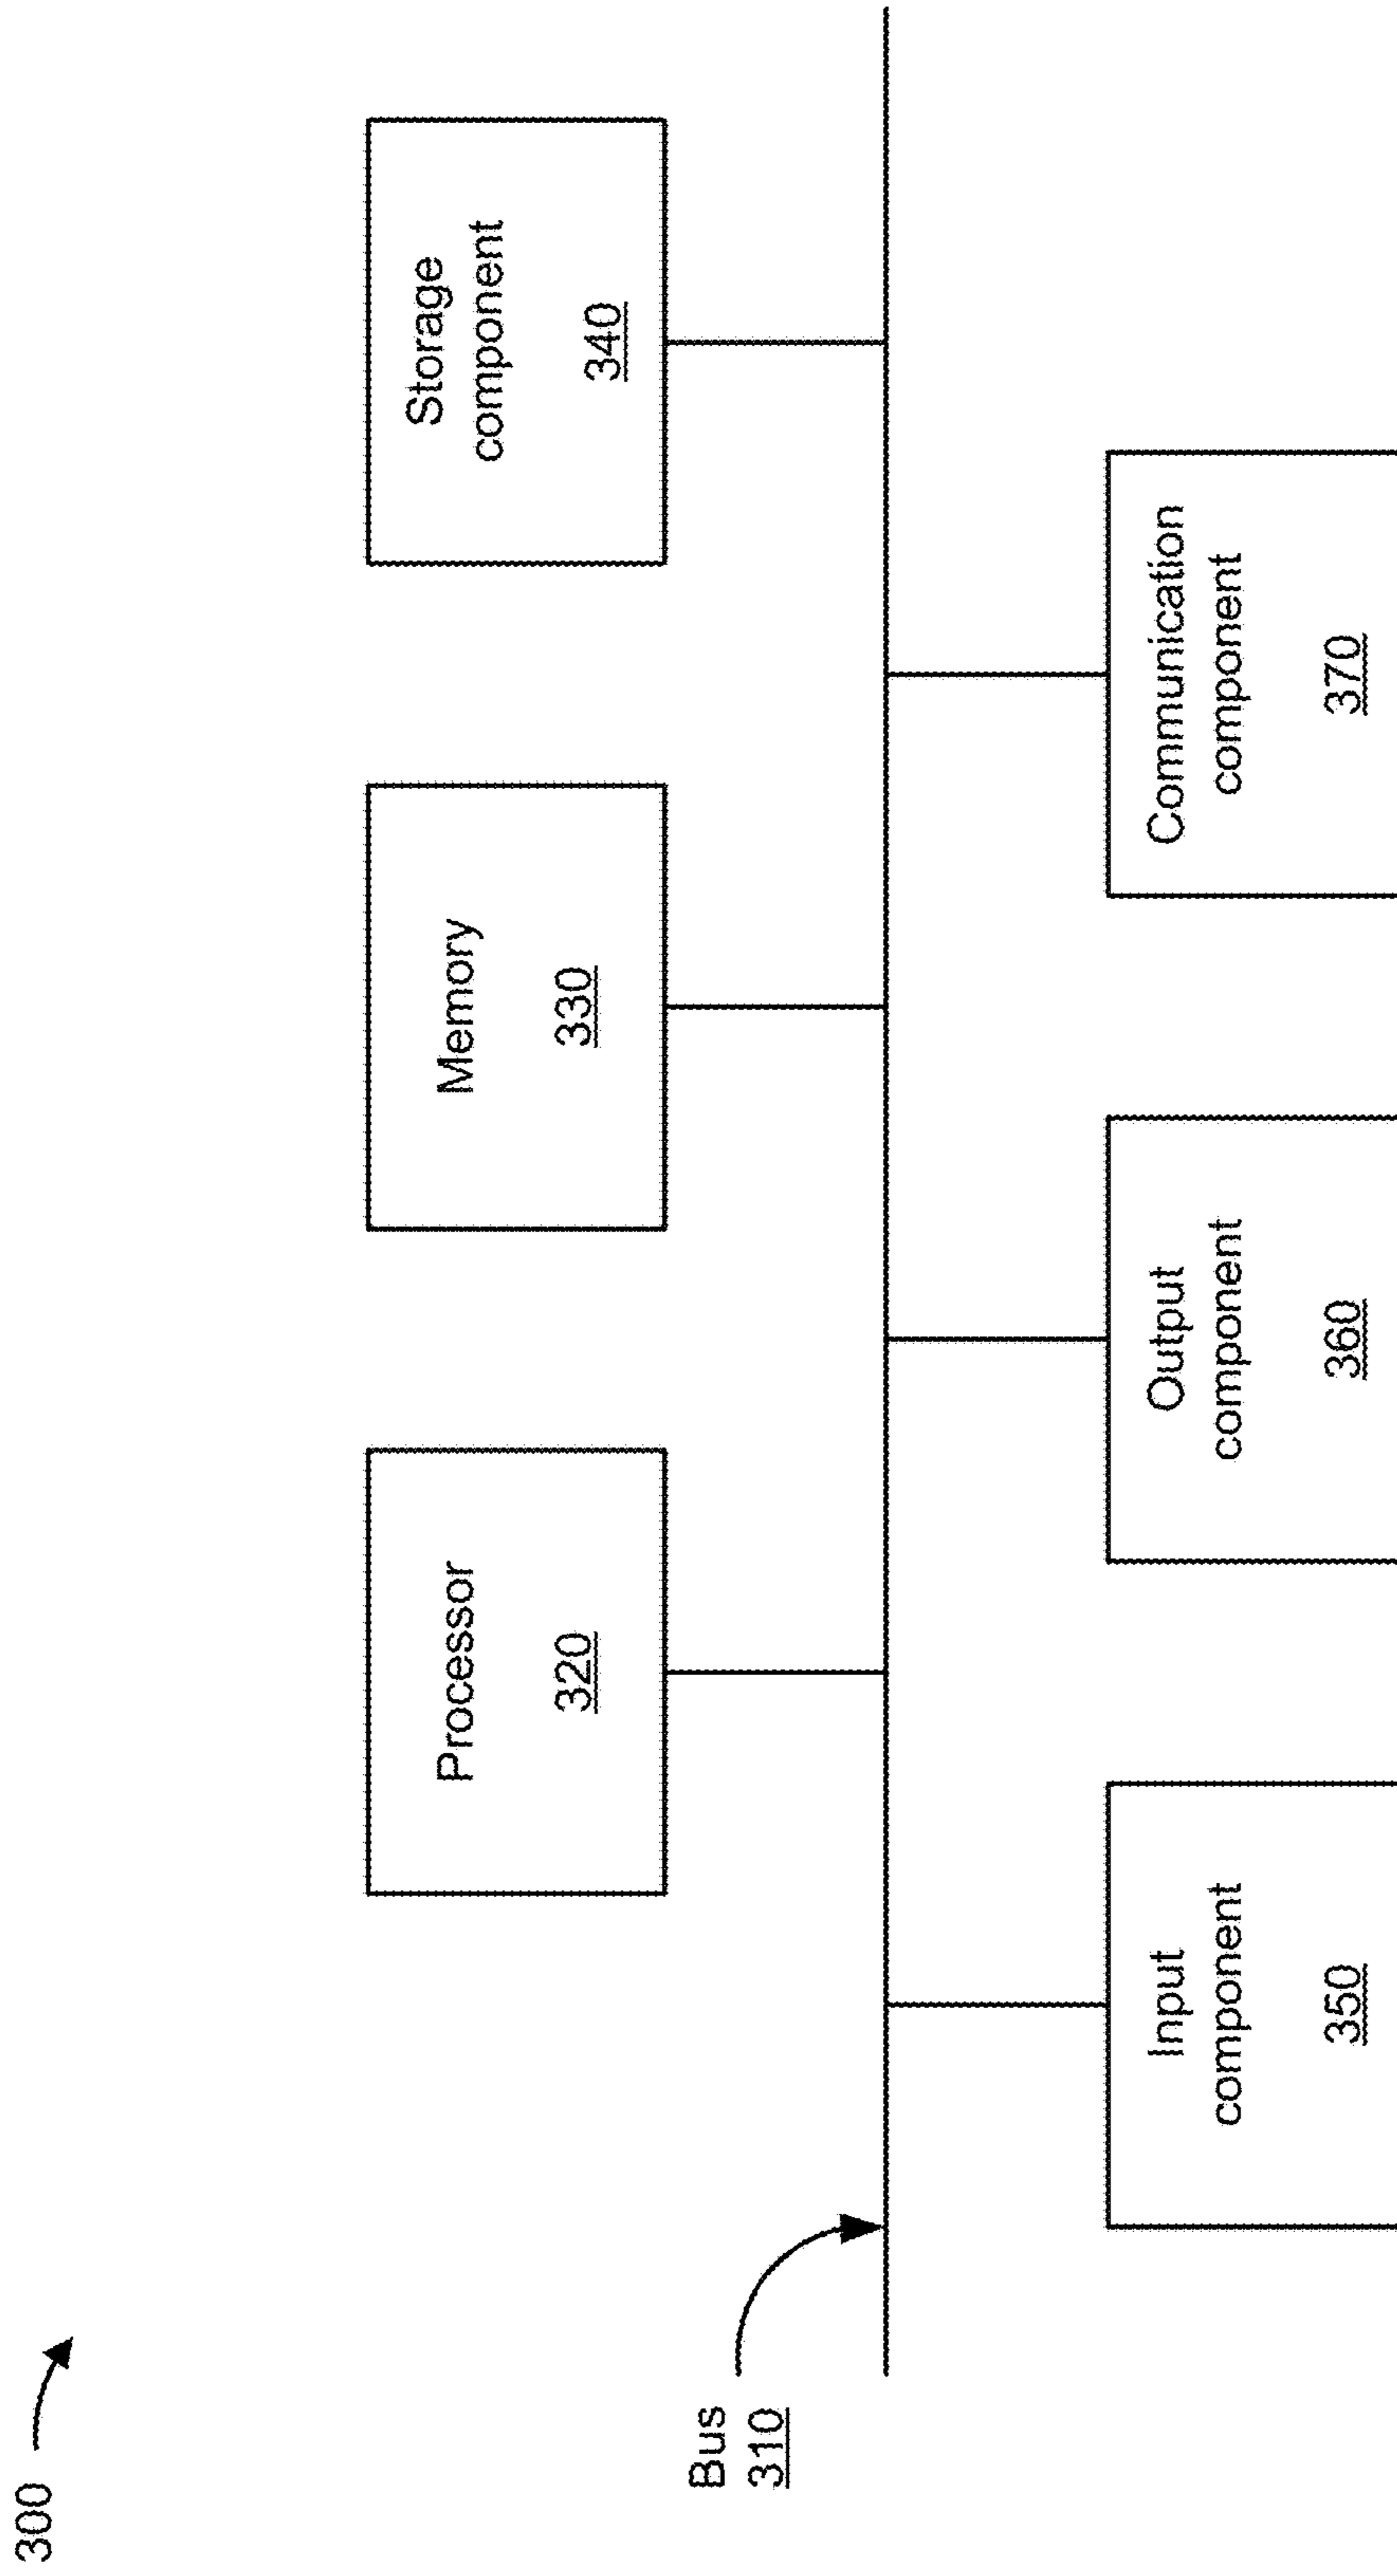 300
Processor
320
Memory
330
Storage
component
340
Bus
310
Input
component
350
Output
component
360
Communication
component
370